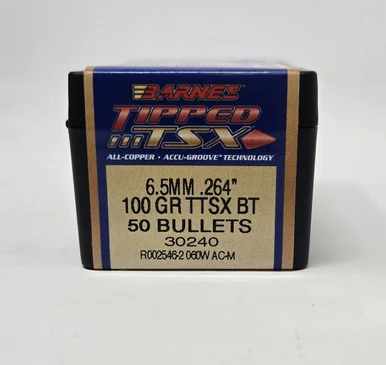 BARNES
TIPPED
TSX
ALL-COPPER • ACCU-GROOVE™ TECHNOLOGY
6.5MM .264"
100 GR TTSX BT
50 BULLETS
30240
R002546-2 060W AC-M